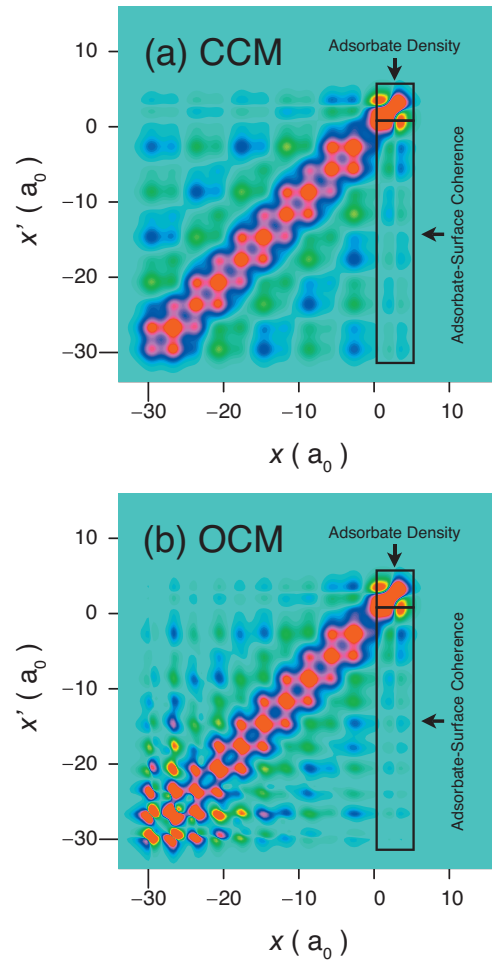 (a) CCM
Adsorbate Density
10
0
−10
−20
−30
x' ( a₀ )
Adsorbate-Surface Coherence
−30
−20
−10
0
10
x ( a₀ )
(b) OCM
Adsorbate Density
10
0
−10
−20
−30
x' ( a₀ )
Adsorbate-Surface Coherence
−30
−20
−10
0
10
x ( a₀ )